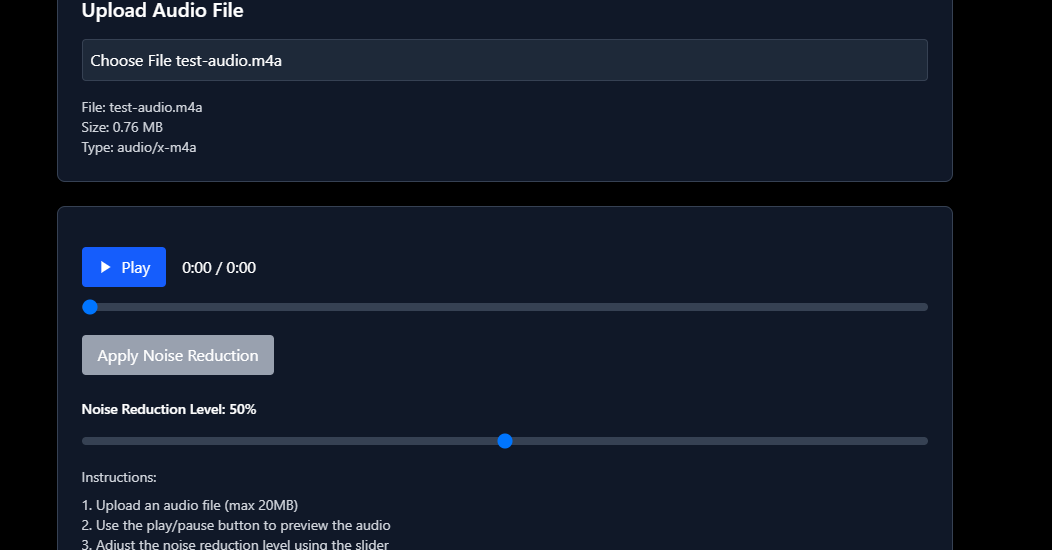 Upload Audio File
Choose File test-audio.m4a
File: test-audio.m4a
Size: 0.76 MB
Type: audio/x-m4a
Play 0:00 / 0:00
Apply Noise Reduction
Noise Reduction Level: 50%
Instructions:
1. Upload an audio file (max 20MB)
2. Use the play/pause button to preview the audio
3. Adjust the noise reduction level using the slider